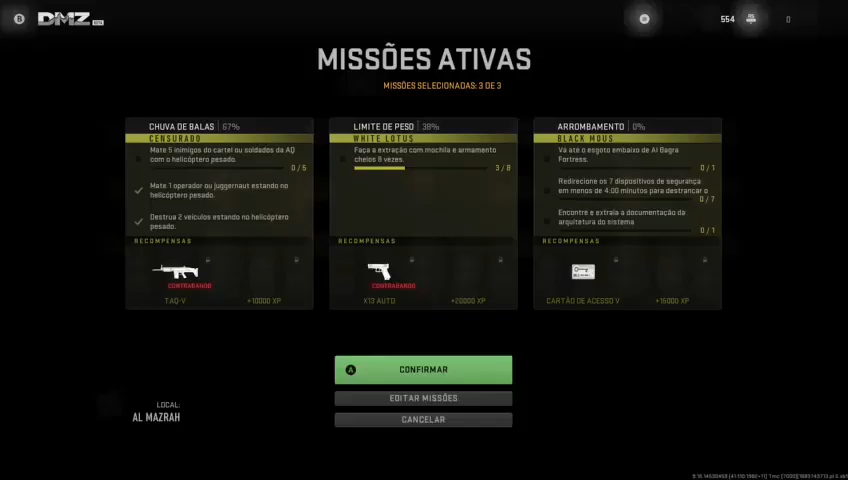 B DMZ BETA
554
0
MISSÕES ATIVAS
MISSÕES SELECIONADAS: 3 DE 3
CHUVA DE BALAS | 67%
CENSURADO
Mate 5 inimigos do cartel ou soldados da AQ
com o helicóptero pesado.
0 / 5
Mate 1 operador ou juggernaut estando no
helicóptero pesado.
Destrua 2 veículos estando no helicóptero
pesado.
RECOMPENSAS
CONTRABANDO
TAQ-V
+10000 XP
LIMITE DE PESO | 38%
WHITE LOTUS
Faça a extração com mochila e armamento
cheios 8 vezes.
3 / 8
RECOMPENSAS
CONTRABANDO
X13 AUTO
+20000 XP
ARROMBAMENTO | 0%
BLACK MOUS
Vá até o esgoto embaixo de Al Bagra
Fortress.
0 / 1
Redirecione os 7 dispositivos de segurança
em menos de 4:00 minutos para destrancar o
0 / 7
Encontre e extraia a documentação da
arquitetura do sistema
0 / 1
RECOMPENSAS
CARTÃO DE ACESSO V
+15000 XP
A CONFIRMAR
EDITAR MISSÕES
CANCELAR
LOCAL:
AL MAZRAH